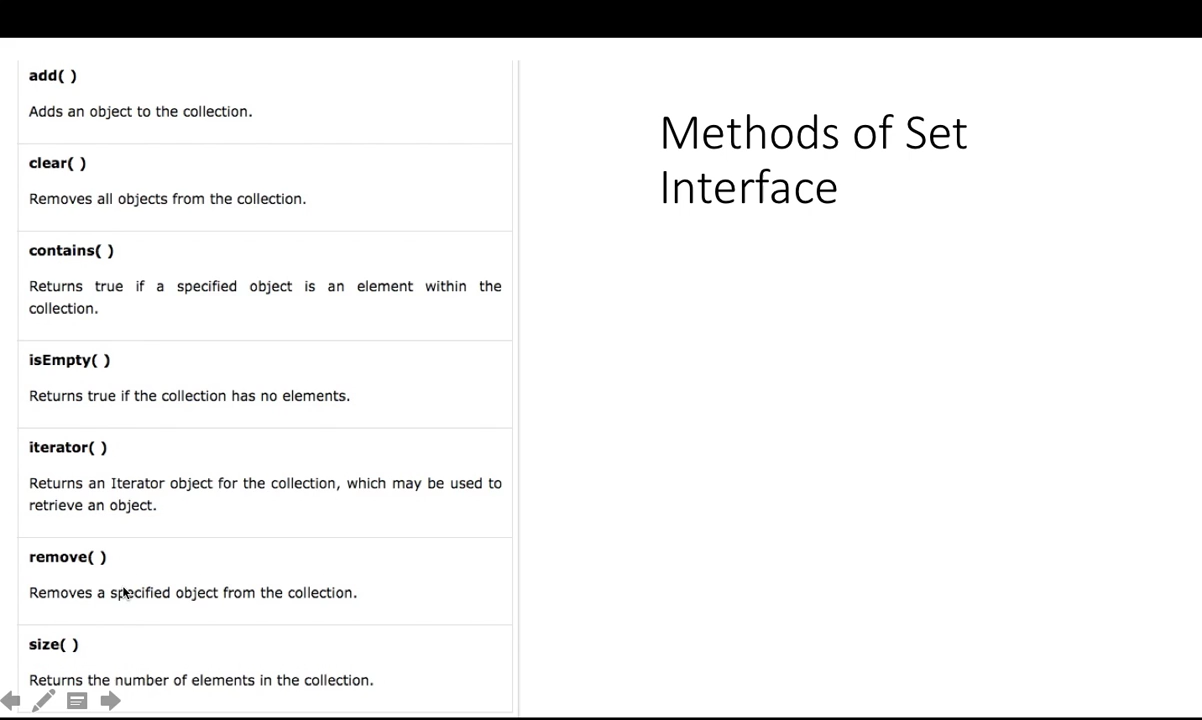 add( )
Adds an object to the collection.
clear( )
Removes all objects from the collection.
contains( )
Returns true if a specified object is an element within the
collection.
isEmpty( )
Returns true if the collection has no elements.
iterator( )
Returns an Iterator object for the collection, which may be used to
retrieve an object.
remove( )
Removes a specified object from the collection.
size( )
Returns the number of elements in the collection.
Methods of Set
Interface